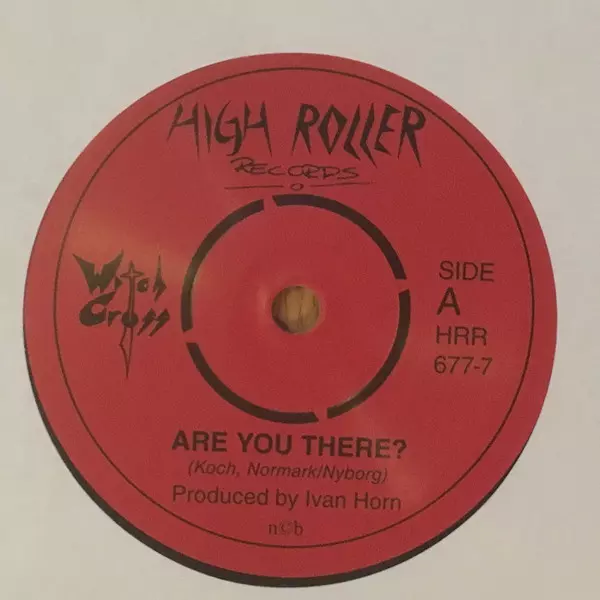 HIGH ROLLER
RECORDS
Witch
Cross
SIDE
A
HRR
677-7
ARE YOU THERE?
(Koch, Normark/Nyborg)
Produced by Ivan Horn
n©b